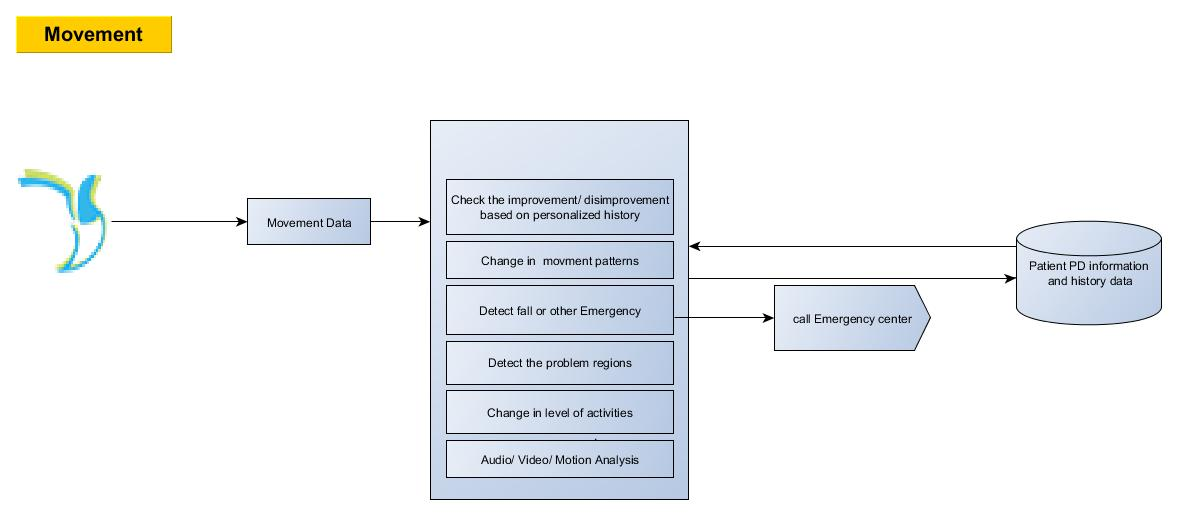 Movement
Movement Data
Check the improvement/ disimprovement
based on personalized history
Change in  movment patterns
Detect fall or other Emergency
Detect the problem regions
Change in level of activities
Audio/ Video/ Motion Analysis
call Emergency center
Patient PD information
and history data